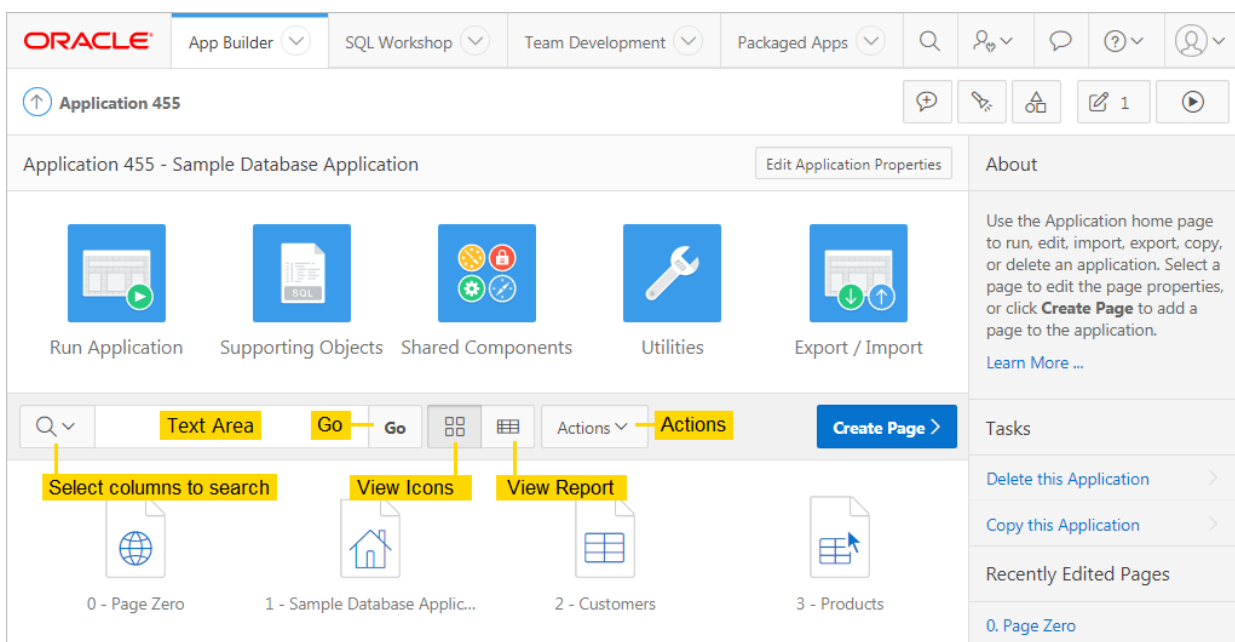 ORACLE
App Builder
SQL Workshop
Team Development
Packaged Apps
Application 455
1
Application 455 - Sample Database Application
Edit Application Properties
About
Use the Application home page
to run, edit, import, export, copy,
or delete an application. Select a
page to edit the page properties,
or click Create Page to add a
page to the application.
Learn More ...
SQL
Run Application
Supporting Objects
Shared Components
Utilities
Export / Import
Text Area
Go
Go
Actions
Actions
Create Page
Tasks
Select columns to search
View Icons
View Report
Delete this Application
Copy this Application
Recently Edited Pages
0 - Page Zero
1 - Sample Database Applic...
2 - Customers
3 - Products
0. Page Zero